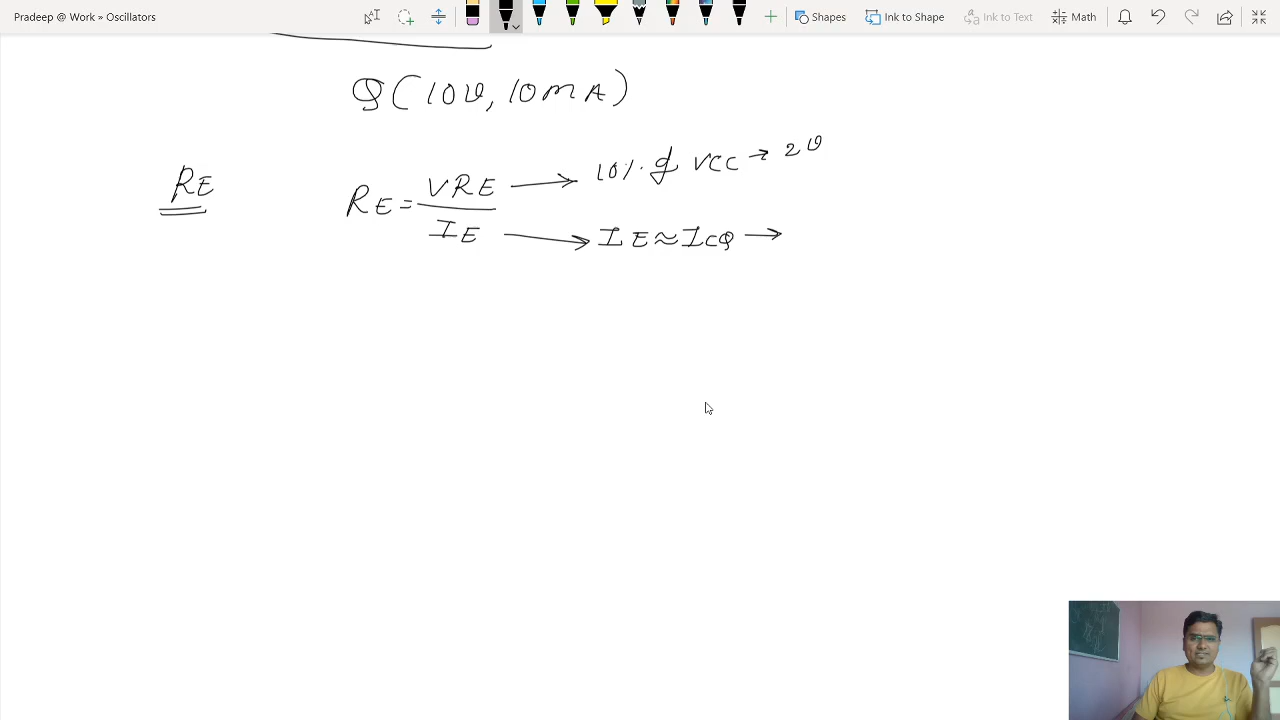 Pradeep @ Work » Oscillators
Shapes
Ink to Shape
Ink to Text
Math
Q(10V, 10mA)
RE
RE = VRE → 10% of VCC → 2V
IE → IE ≈ ICQ →